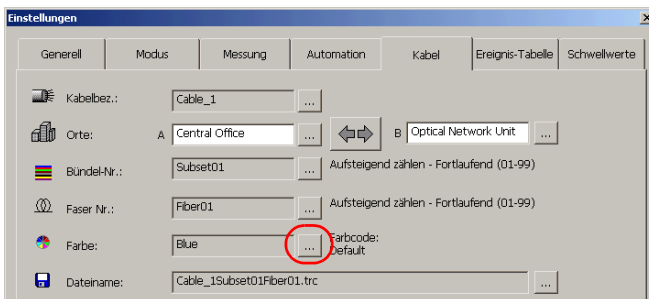 Einstellungen
Generell Modus Messung Automation Kabel Ereignis-Tabelle Schwellwerte
Kabelbez.: Cable_1 ...
Orte: A Central Office ... B Optical Network Unit ...
Bündel-Nr.: Subset01 ... Aufsteigend zählen - Fortlaufend (01-99)
Faser Nr.: Fiber01 ... Aufsteigend zählen - Fortlaufend (01-99)
Farbe: Blue ... Farbcode:
Default
Dateiname: Cable_1Subset01Fiber01.trc ...